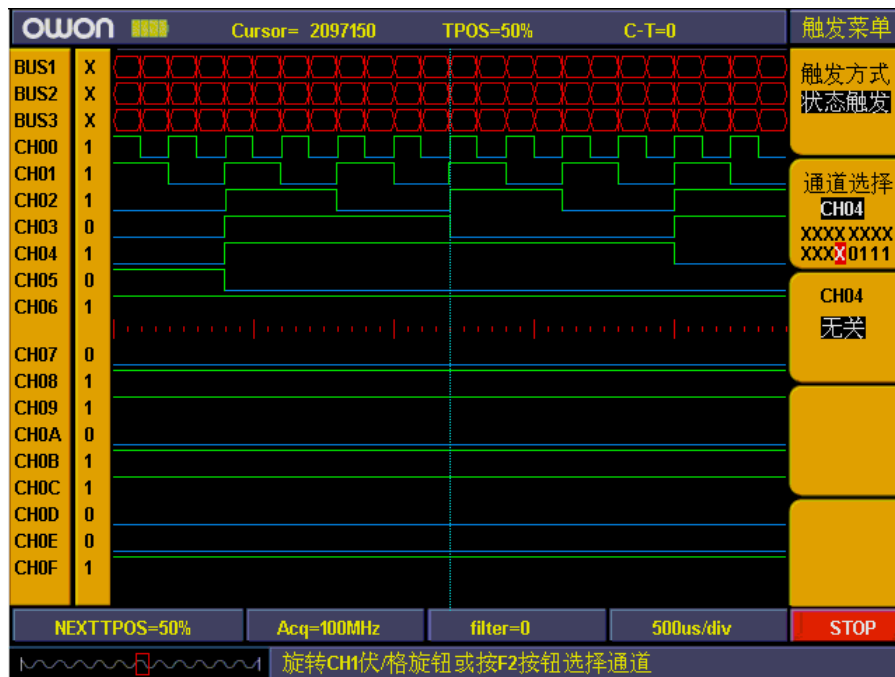 OWON Cursor= 2097150 TPOS=50% C-T=0 触发菜单
BUS1 X
BUS2 X
BUS3 X
CH00 1
CH01 1
CH02 1
CH03 0
CH04 1
CH05 0
CH06 1
CH07 0
CH08 1
CH09 1
CH0A 0
CH0B 1
CH0C 1
CH0D 0
CH0E 0
CH0F 1
触发方式
状态触发
通道选择
CH04
XXXX XXXX
XXXX 0111
CH04
无关
NEXTTPOS=50% Acq=100MHz filter=0 500us/div STOP
旋转CH1伏/格旋钮或按F2按钮选择通道